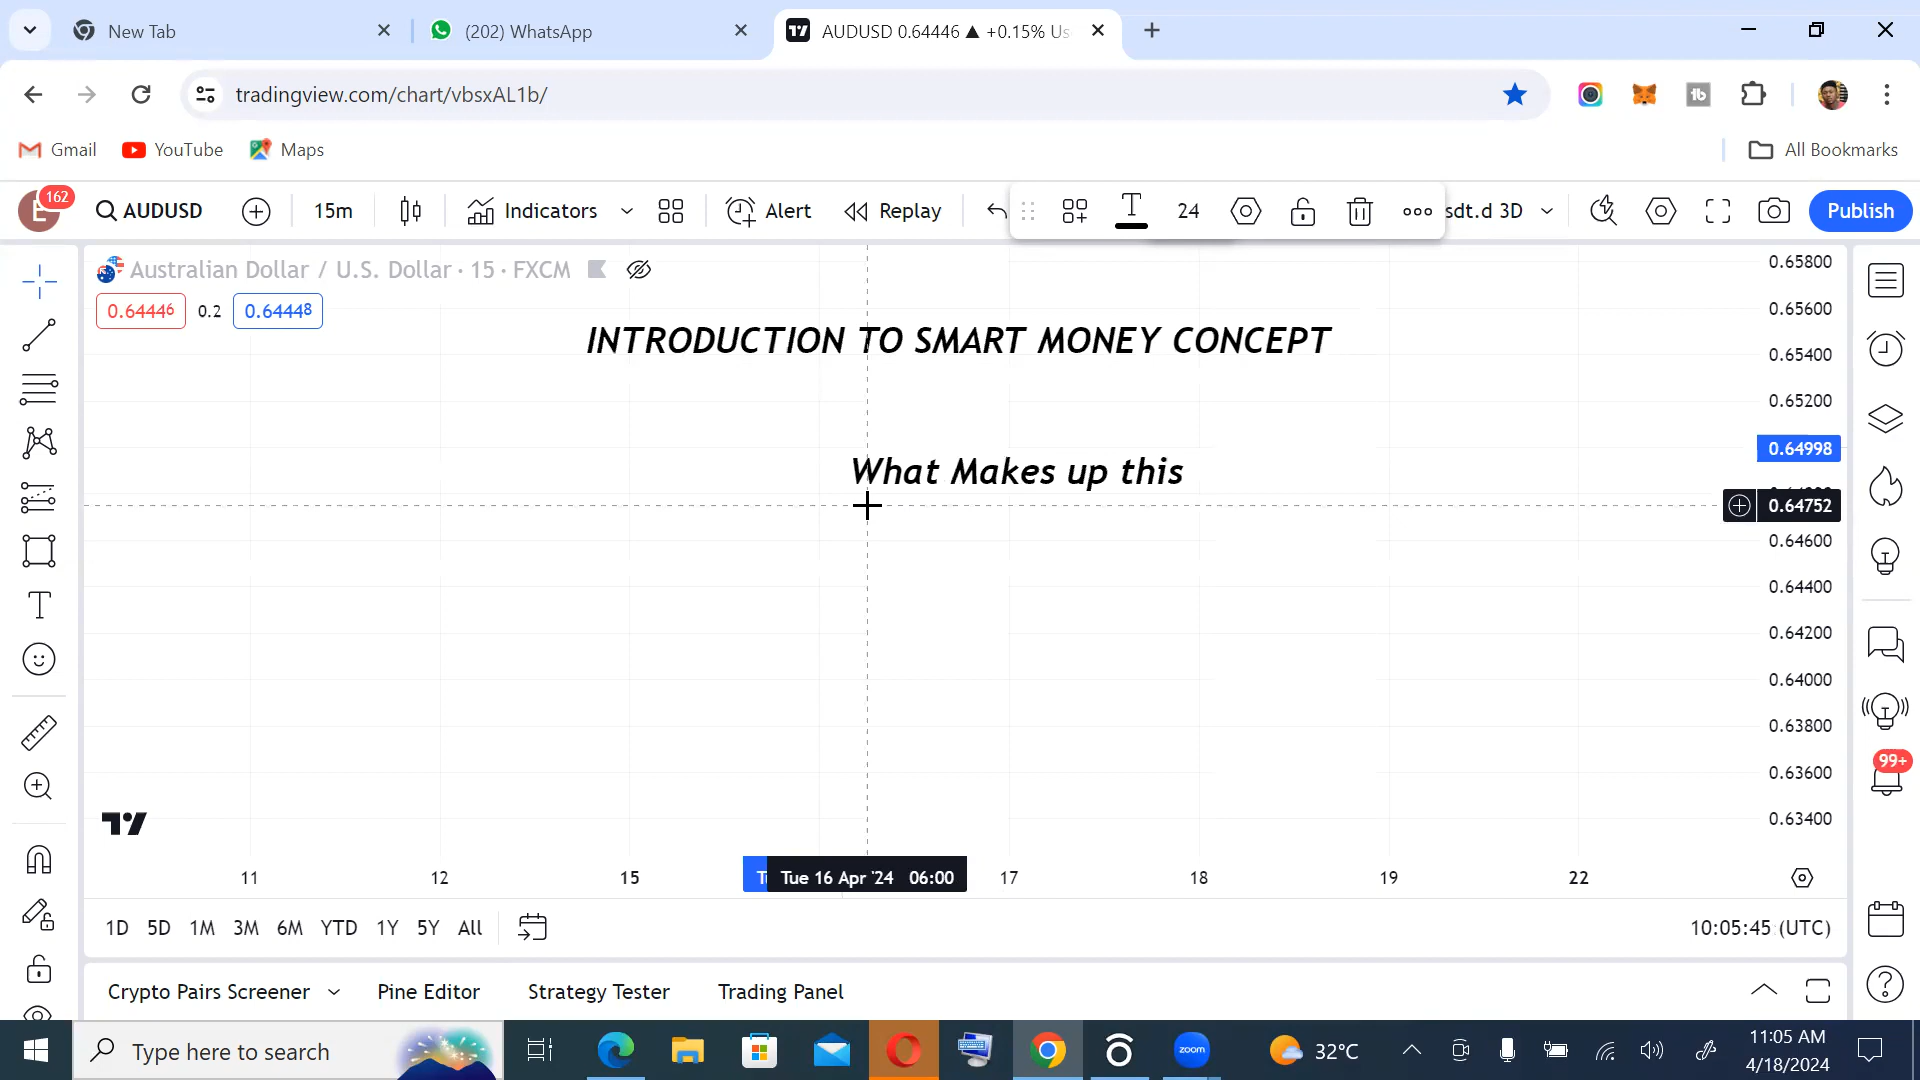 New Tab
(202) WhatsApp
AUDUSD 0.64446 ▲ +0.15% Us
tradingview.com/chart/vbsxAL1b/
Gmail
YouTube
Maps
All Bookmarks
E
162
AUDUSD
15m
Indicators
Alert
Replay
T
24
sdt.d 3D
Publish
Australian Dollar / U.S. Dollar · 15 · FXCM
0.64446
0.2
0.64448
INTRODUCTION TO SMART MONEY CONCEPT
What Makes up this
0.65800
0.65600
0.65400
0.65200
0.64998
0.64752
0.64600
0.64400
0.64200
0.64000
0.63800
0.63600
0.63400
99+
11
12
15
Tue 16 Apr '24 06:00
17
18
19
22
1D 5D 1M 3M 6M YTD 1Y 5Y All
10:05:45 (UTC)
Crypto Pairs Screener
Pine Editor
Strategy Tester
Trading Panel
Type here to search
zoom
32°C
11:05 AM
4/18/2024